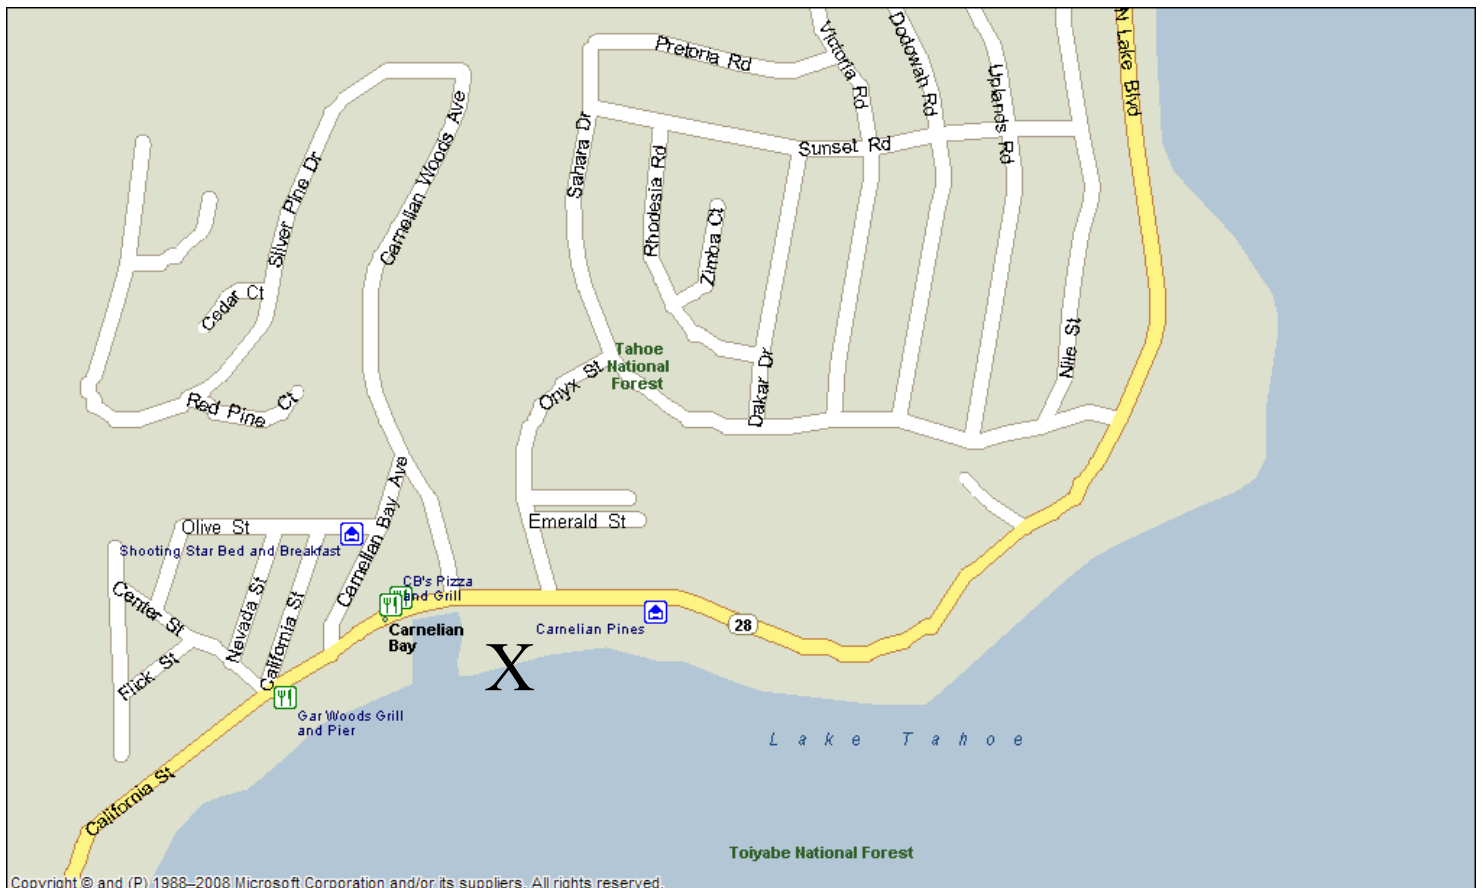 N Lake Blvd
Pretoria Rd
Victoria Rd
Dodowah Rd
Uplands Rd
Carnelian Woods Ave
Sahara Dr
Sunset Rd
Silver Pine Dr
Rhodesia Rd
Zimba Ct
Cedar Ct
Nile St
Tahoe
National
Forest
Onyx St
Dakar Dr
Red Pine Ct
Carnelian Bay Ave
Olive St
Emerald St
Shooting Star Bed and Breakfast
Center St
Nevada St
California St
CB's Pizza
and Grill
Carnelian
Bay
Carnelian Pines
28
X
Flick St
Gar Woods Grill
and Pier
Lake Tahoe
California St
Toiyabe National Forest
Copyright © and (P) 1988–2008 Microsoft Corporation and/or its suppliers. All rights reserved.